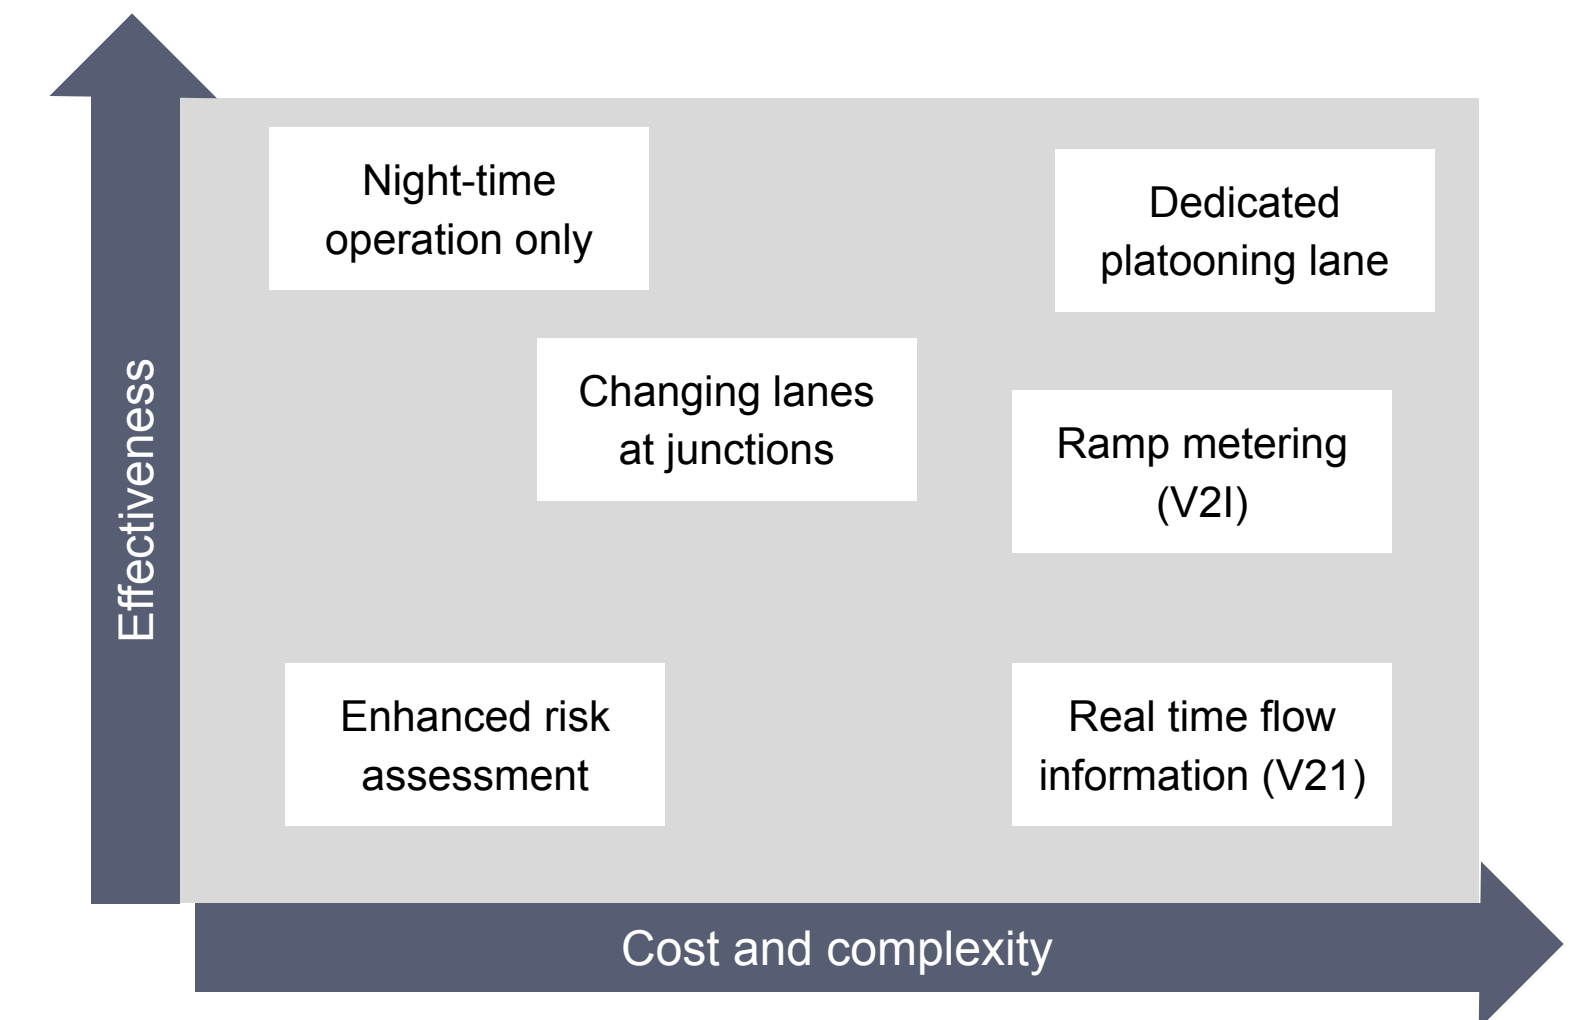 Night-time
operation only
Dedicated
platooning lane
Changing lanes
at junctions
Ramp metering
(V2I)
Effectiveness
Enhanced risk
assessment
Real time flow
information (V21)
Cost and complexity